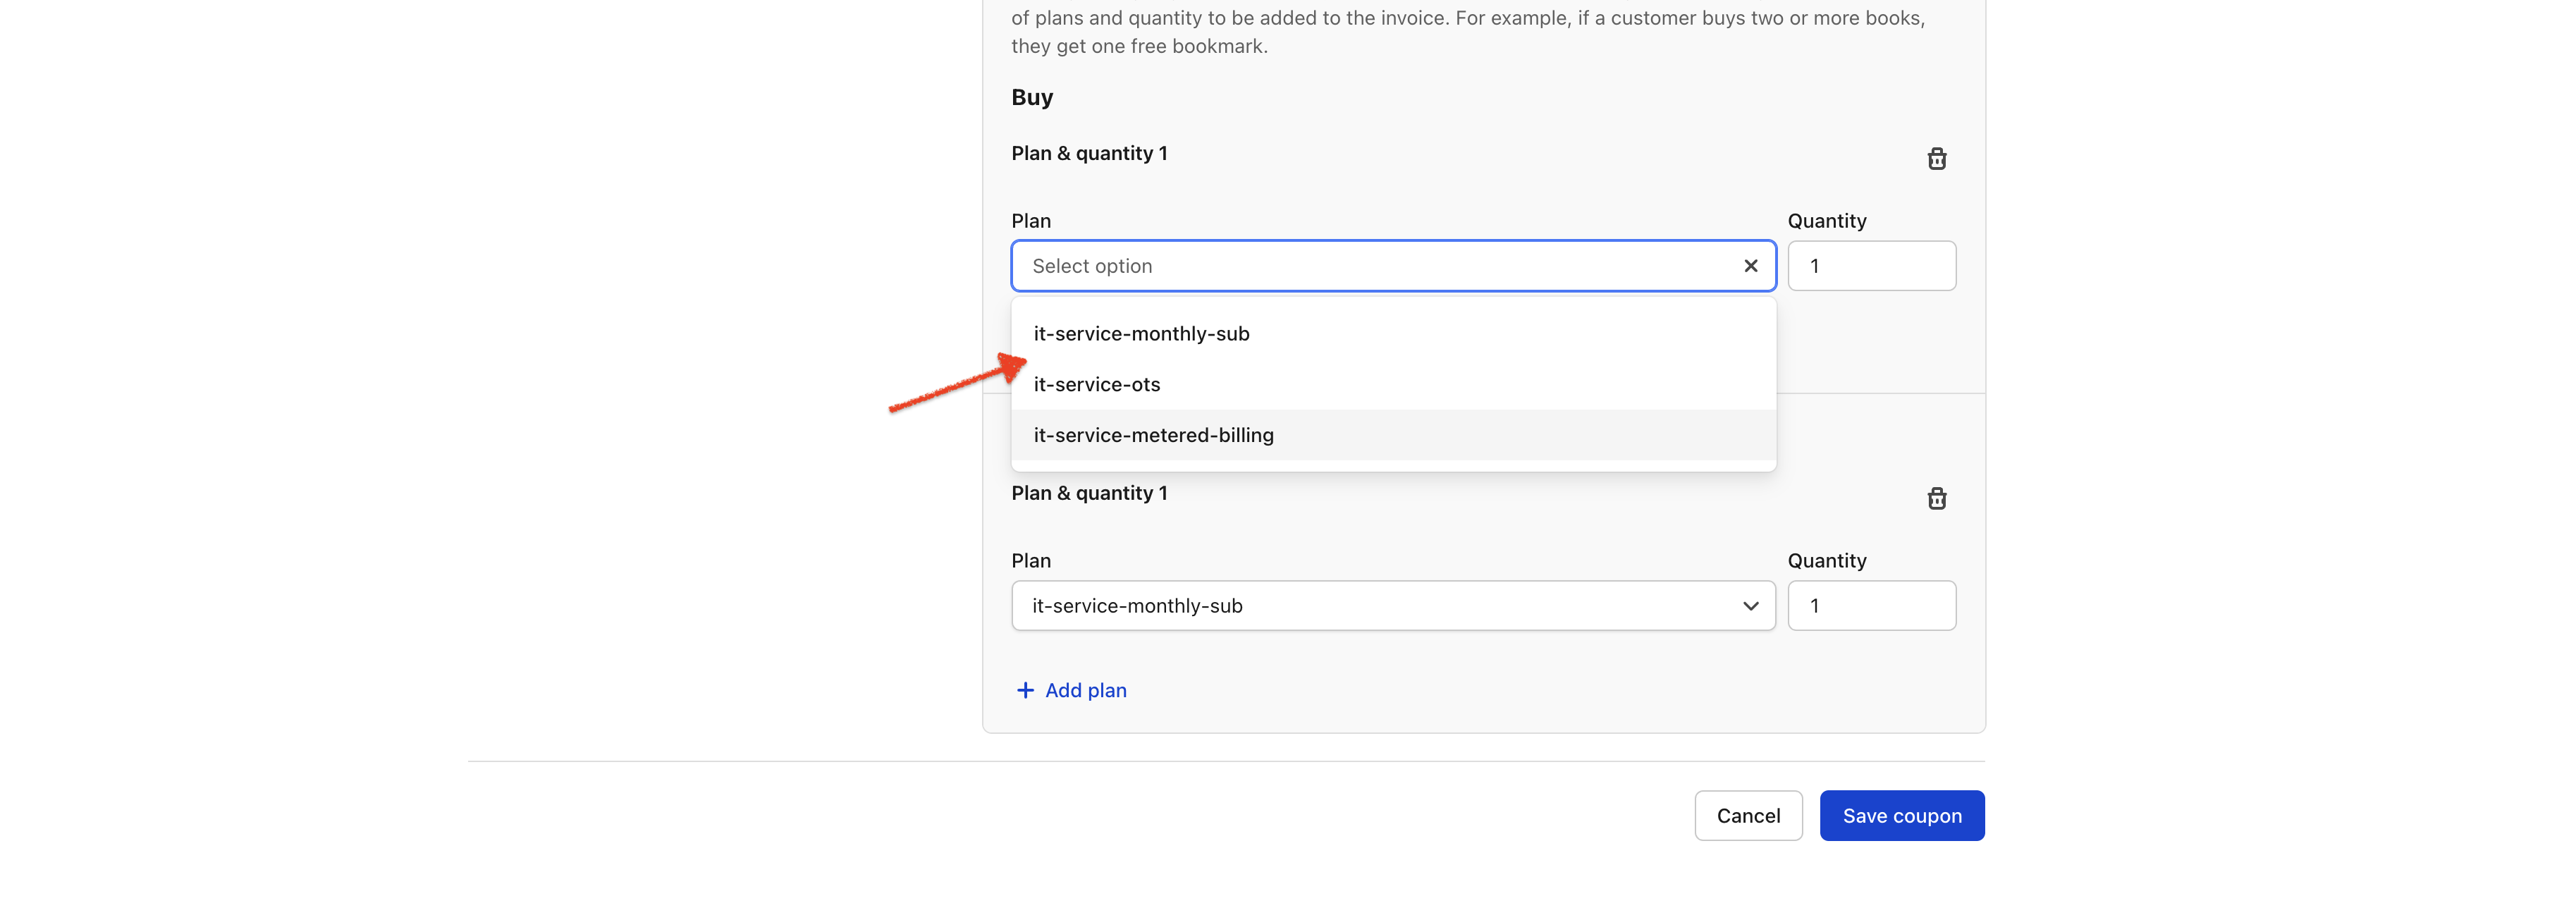 of plans and quantity to be added to the invoice. For example, if a customer buys two or more books,
they get one free bookmark.
Buy
Plan & quantity 1
Plan
Quantity
Select option
1
it-service-monthly-sub
it-service-ots
it-service-metered-billing
Plan & quantity 1
Plan
Quantity
it-service-monthly-sub
1
Add plan
Cancel
Save coupon